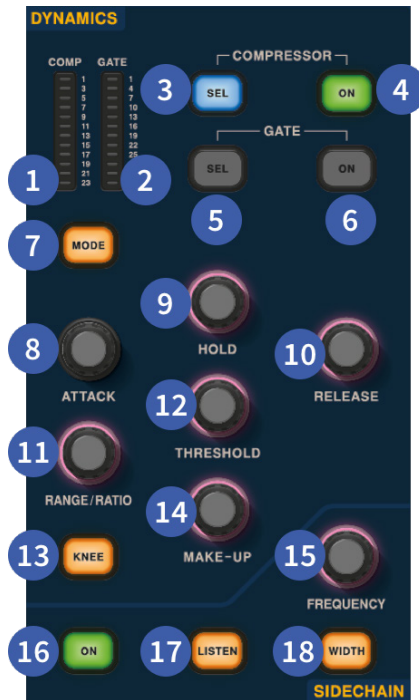 DYNAMICS
COMP GATE
1 1
3 4
5 7
7 10
9 13
11 16
13 19
15 22
17 25
19
21
23
1
2
COMPRESSOR
3 SEL ON 4
GATE
SEL ON
5 6
7 MODE
8 ATTACK
9 HOLD
10 RELEASE
11 RANGE/RATIO
12 THRESHOLD
13 KNEE
14 MAKE-UP
15 FREQUENCY
16 ON
17 LISTEN
18 WIDTH
SIDECHAIN